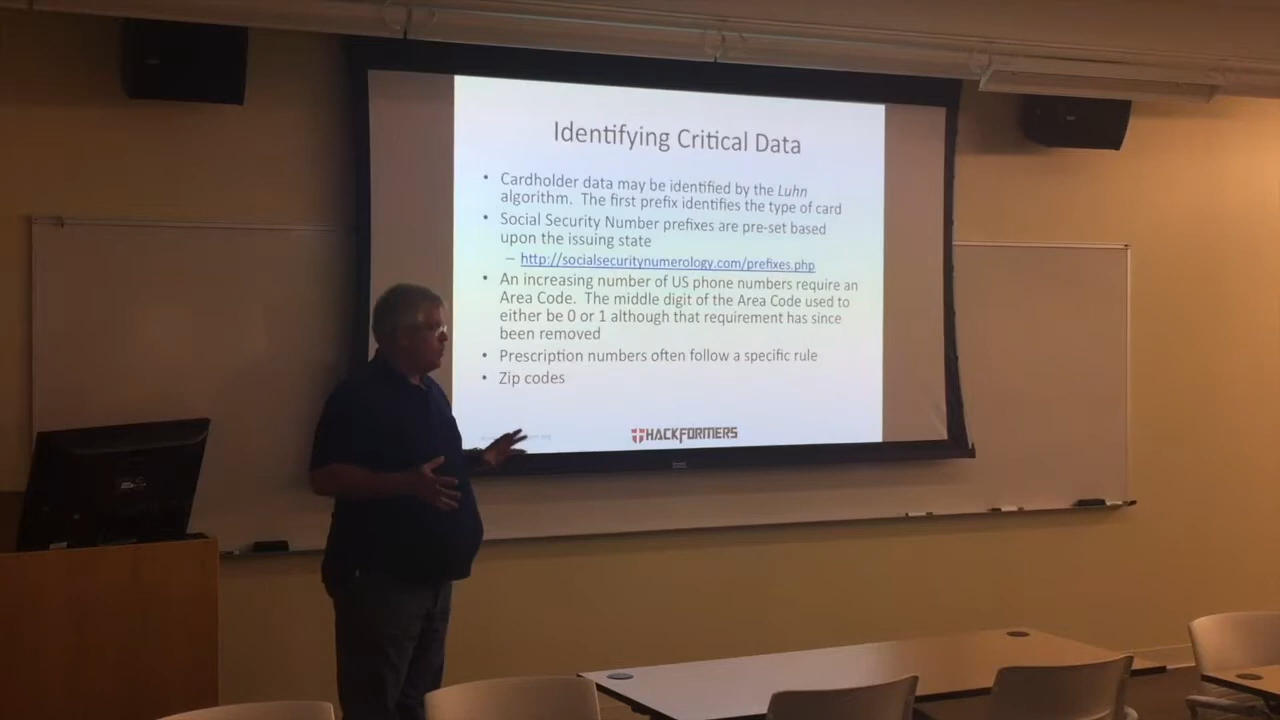 Identifying Critical Data
• Cardholder data may be identified by the Luhn
algorithm. The first prefix identifies the type of card
• Social Security Number prefixes are pre-set based
upon the issuing state
– http://socialsecuritynumerology.com/prefixes.php
• An increasing number of US phone numbers require an
Area Code. The middle digit of the Area Code used to
either be 0 or 1 although that requirement has since
been removed
• Prescription numbers often follow a specific rule
• Zip codes
HACKFORMERS